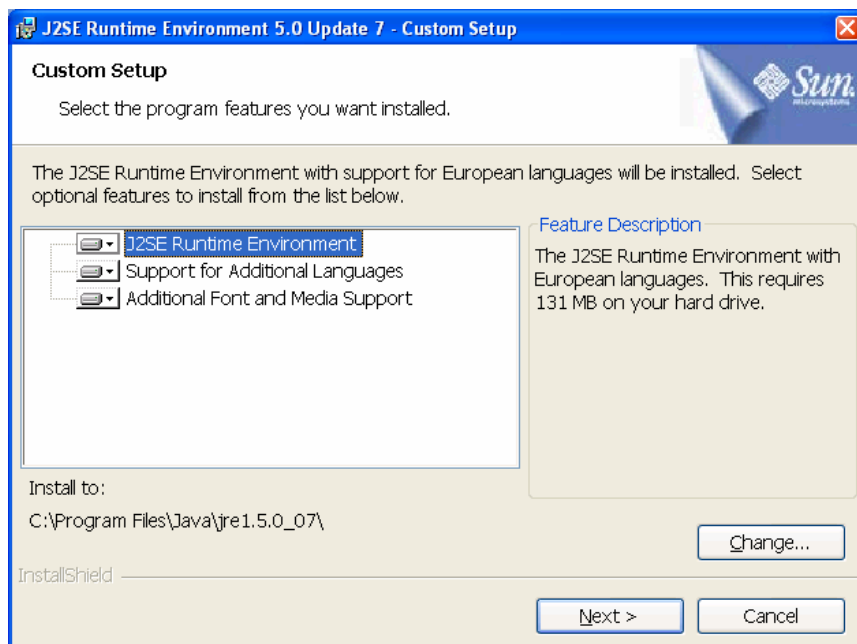 J2SE Runtime Environment 5.0 Update 7 - Custom Setup
Custom Setup
Select the program features you want installed.
Sun
microsystems
The J2SE Runtime Environment with support for European languages will be installed. Select
optional features to install from the list below.
J2SE Runtime Environment
Support for Additional Languages
Additional Font and Media Support
Feature Description
The J2SE Runtime Environment with
European languages. This requires
131 MB on your hard drive.
Install to:
C:\Program Files\Java\jre1.5.0_07\
Change...
InstallShield
Next >
Cancel